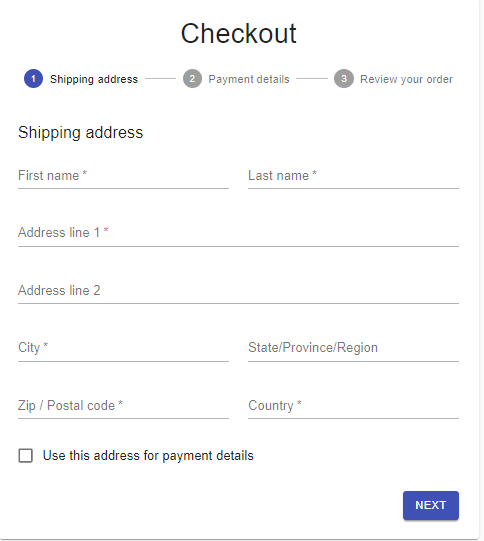 Checkout
1 Shipping address 2 Payment details 3 Review your order
Shipping address
First name * Last name *
Address line 1 *
Address line 2
City * State/Province/Region
Zip / Postal code * Country *
Use this address for payment details
NEXT